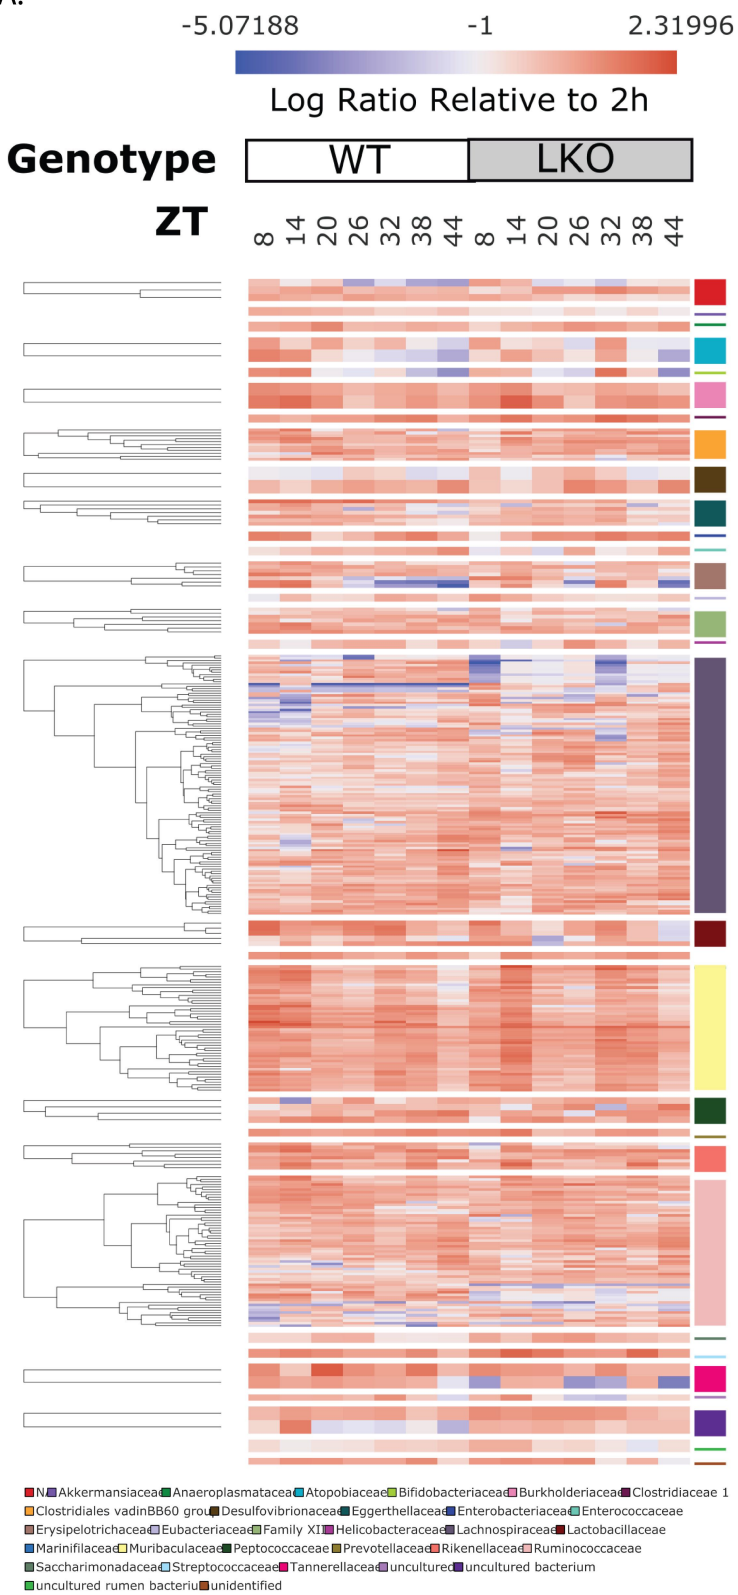 A.
-5.07188 -1 2.31996
Log Ratio Relative to 2h
Genotype WT LKO
ZT 8 14 20 26 32 38 44 8 14 20 26 32 38 44
NA Akkermansiaceae Anaeroplasmataceae Atopobiaceae Bifidobacteriaceae Burkholderiaceae Clostridiaceae 1
Clostridiales vadinBB60 group Desulfovibrionaceae Eggerthellaceae Enterobacteriaceae Enterococcaceae
Erysipelotrichaceae Eubacteriaceae Family XIII Helicobacteraceae Lachnospiraceae Lactobacillaceae
Marinifilaceae Muribaculaceae Peptococcaceae Prevotellaceae Rikenellaceae Ruminococcaceae
Saccharimonadaceae Streptococcaceae Tannerellaceae uncultured uncultured bacterium
uncultured rumen bacterium unidentified